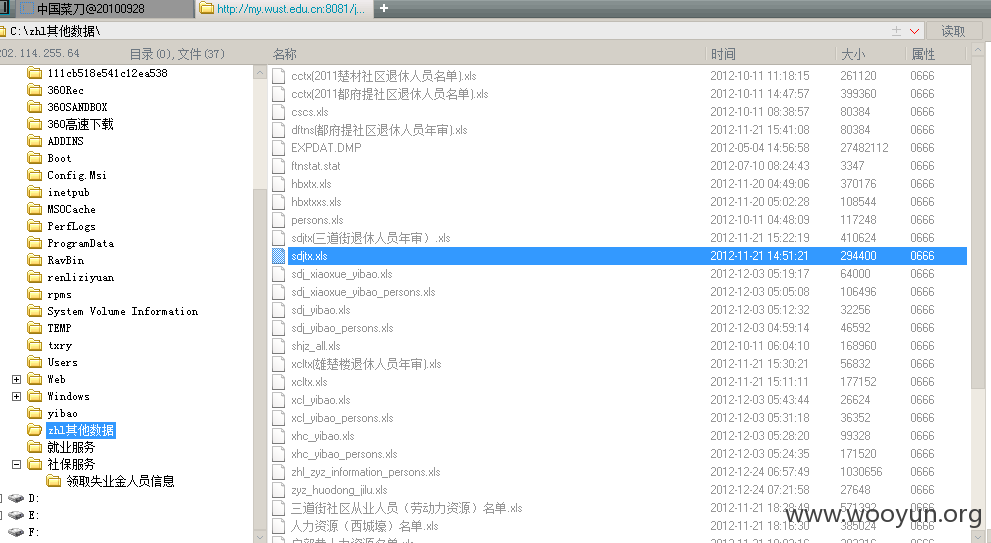 中国菜刀@20100928
http://my.wust.edu.cn:8081/j...
C:\zhl其他数据\
读取
202.114.255.64
目录(0),文件(37)
名称 时间 大小 属性
111cb518e541c12ea538
360Rec
360SANDBOX
360高速下载
ADDINS
Boot
Config.Msi
inetpub
MSOCache
PerfLogs
ProgramData
RavBin
renliziyuan
rpms
System Volume Information
TEMP
txry
Users
Web
Windows
yibao
zhl其他数据
就业服务
社保服务
领取失业金人员信息
D:
E:
F:
cctx(2011楚材社区退休人员名单).xls 2012-10-11 11:18:15 261120 0666
cctx(2011都府提社区退休人员名单).xls 2012-10-11 14:47:57 399360 0666
cscs.xls 2012-10-11 08:38:57 80384 0666
dftns(都府提社区退休人员年审).xls 2012-11-21 15:41:08 80384 0666
EXPDAT.DMP 2012-05-04 14:56:58 27482112 0666
ftnstat.stat 2012-07-10 08:24:43 3347 0666
hbxtx.xls 2012-11-20 04:49:06 370176 0666
hbxtxxs.xls 2012-11-20 05:02:28 108544 0666
persons.xls 2012-10-11 04:48:09 117248 0666
sdjtx(三道街退休人员年审）.xls 2012-11-21 15:22:19 410624 0666
sdjtx.xls 2012-11-21 14:51:21 294400 0666
sdj_xiaoxue_yibao.xls 2012-12-03 05:19:17 64000 0666
sdj_xiaoxue_yibao_persons.xls 2012-12-03 05:05:08 106496 0666
sdj_yibao.xls 2012-12-03 05:12:32 32256 0666
sdj_yibao_persons.xls 2012-12-03 04:59:14 46592 0666
shjz_all.xls 2012-10-11 06:04:10 168960 0666
xcltx(雄楚楼退休人员年审).xls 2012-11-21 15:30:21 56832 0666
xcltx.xls 2012-11-21 15:11:11 177152 0666
xcl_yibao.xls 2012-12-03 05:43:44 26624 0666
xcl_yibao_persons.xls 2012-12-03 05:31:18 36352 0666
xhc_yibao.xls 2012-12-03 05:28:20 99328 0666
xhc_yibao_persons.xls 2012-12-03 05:24:35 171520 0666
zhl_zyz_information_persons.xls 2012-12-24 06:57:49 1030656 0666
zyz_huodong_jilu.xls 2012-12-24 07:21:58 27648 0666
三道街社区从业人员（劳动力资源）名单.xls 2012-11-21 18:28:49 571392 0666
人力资源（西城壕）名单.xls 2012-11-21 18:16:30 385024 0666
www.wooyun.org